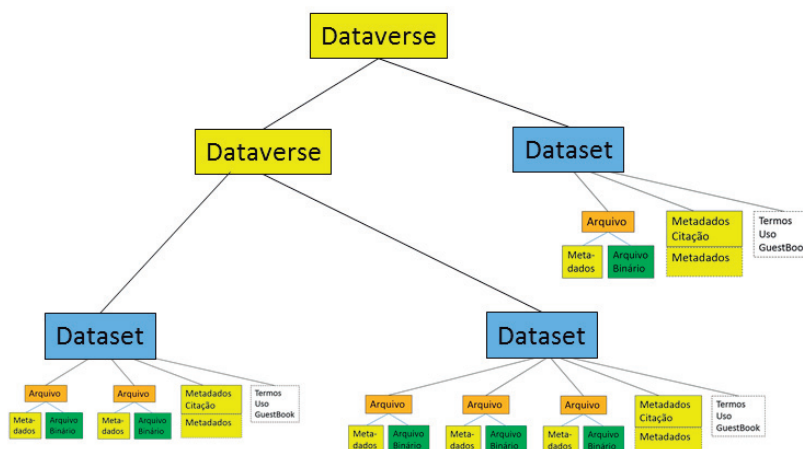 Dataverse
Dataverse
Dataset
Arquivo
Meta-
dados
Arquivo
Binário
Metadados
Citação
Metadados
Termos
Uso
GuestBook
Dataset
Arquivo
Meta-
dados
Arquivo
Binário
Arquivo
Meta-
dados
Arquivo
Binário
Metadados
Citação
Metadados
Termos
Uso
GuestBook
Dataset
Arquivo
Meta-
dados
Arquivo
Binário
Arquivo
Meta-
dados
Arquivo
Binário
Arquivo
Meta-
dados
Arquivo
Binário
Metadados
Citação
Metadados
Termos
Uso
GuestBook